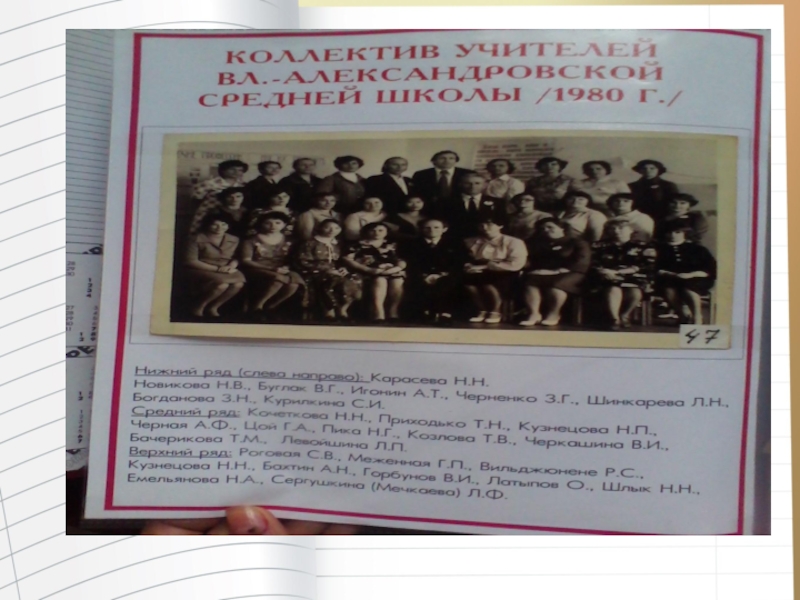 КОЛЛЕКТИВ УЧИТЕЛЕЙ
ВЛ.-АЛЕКСАНДРОВСКОЙ
СРЕДНЕЙ ШКОЛЫ /1980 Г./
47
Нижний ряд (слева направо): Карасева Н.Н.
Новикова Н.В., Буглак В.Г., Игонин А.Т., Черненко З.Г., Шинкарева Л.Н.,
Богданова З.Н., Курилкина С.И.
Средний ряд: Кочеткова Н.Н., Приходько Т.Н., Кузнецова Н.П.,
Черная А.Ф., Цой Г.А., Пика Н.Г., Козлова Т.В., Черкашина В.И.,
Бачерикова Т.М., Левойшина Л.П.
Верхний ряд: Роговая С.В., Меженная Г.П., Вильджюнене Р.С.,
Кузнецова Н.Н., Бахтин А.Н., Горбунов В.И., Латыпов О., Шлык Н.Н.,
Емельянова Н.А., Сергушкина (Мечкаева) Л.Ф.